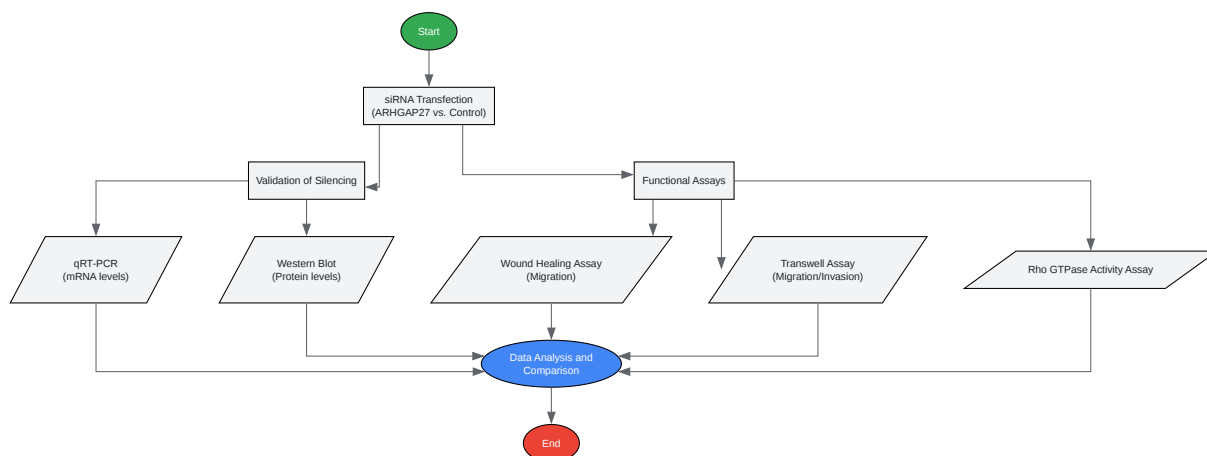 Start
siRNA Transfection
(ARHGAP27 vs. Control)
Validation of Silencing
Functional Assays
qRT-PCR
(mRNA levels)
Western Blot
(Protein levels)
Wound Healing Assay
(Migration)
Transwell Assay
(Migration/Invasion)
Rho GTPase Activity Assay
Data Analysis and
Comparison
End